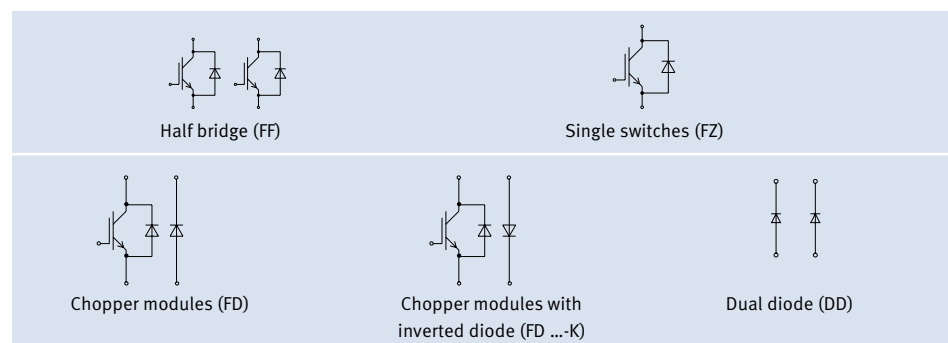 Half bridge (FF)
Single switches (FZ)
Chopper modules (FD)
Chopper modules with
inverted diode (FD ...-K)
Dual diode (DD)